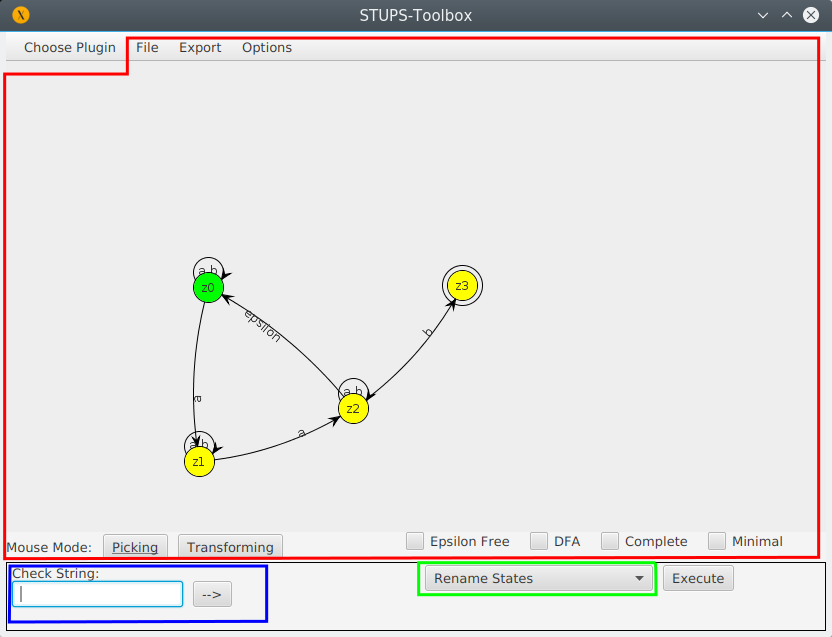 STUPS-Toolbox
Choose Plugin File Export Options
a b
z0
z3
epsilon
b
a b
z2
a
a
a b
z1
Mouse Mode: Picking Transforming
Epsilon Free DFA Complete Minimal
Check String:
-->
Rename States Execute